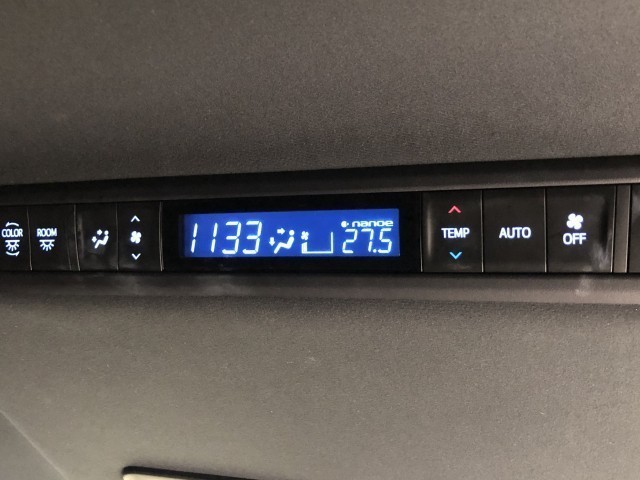 COLOR
ROOM
1133
nanoe
27.5
TEMP
AUTO
OFF